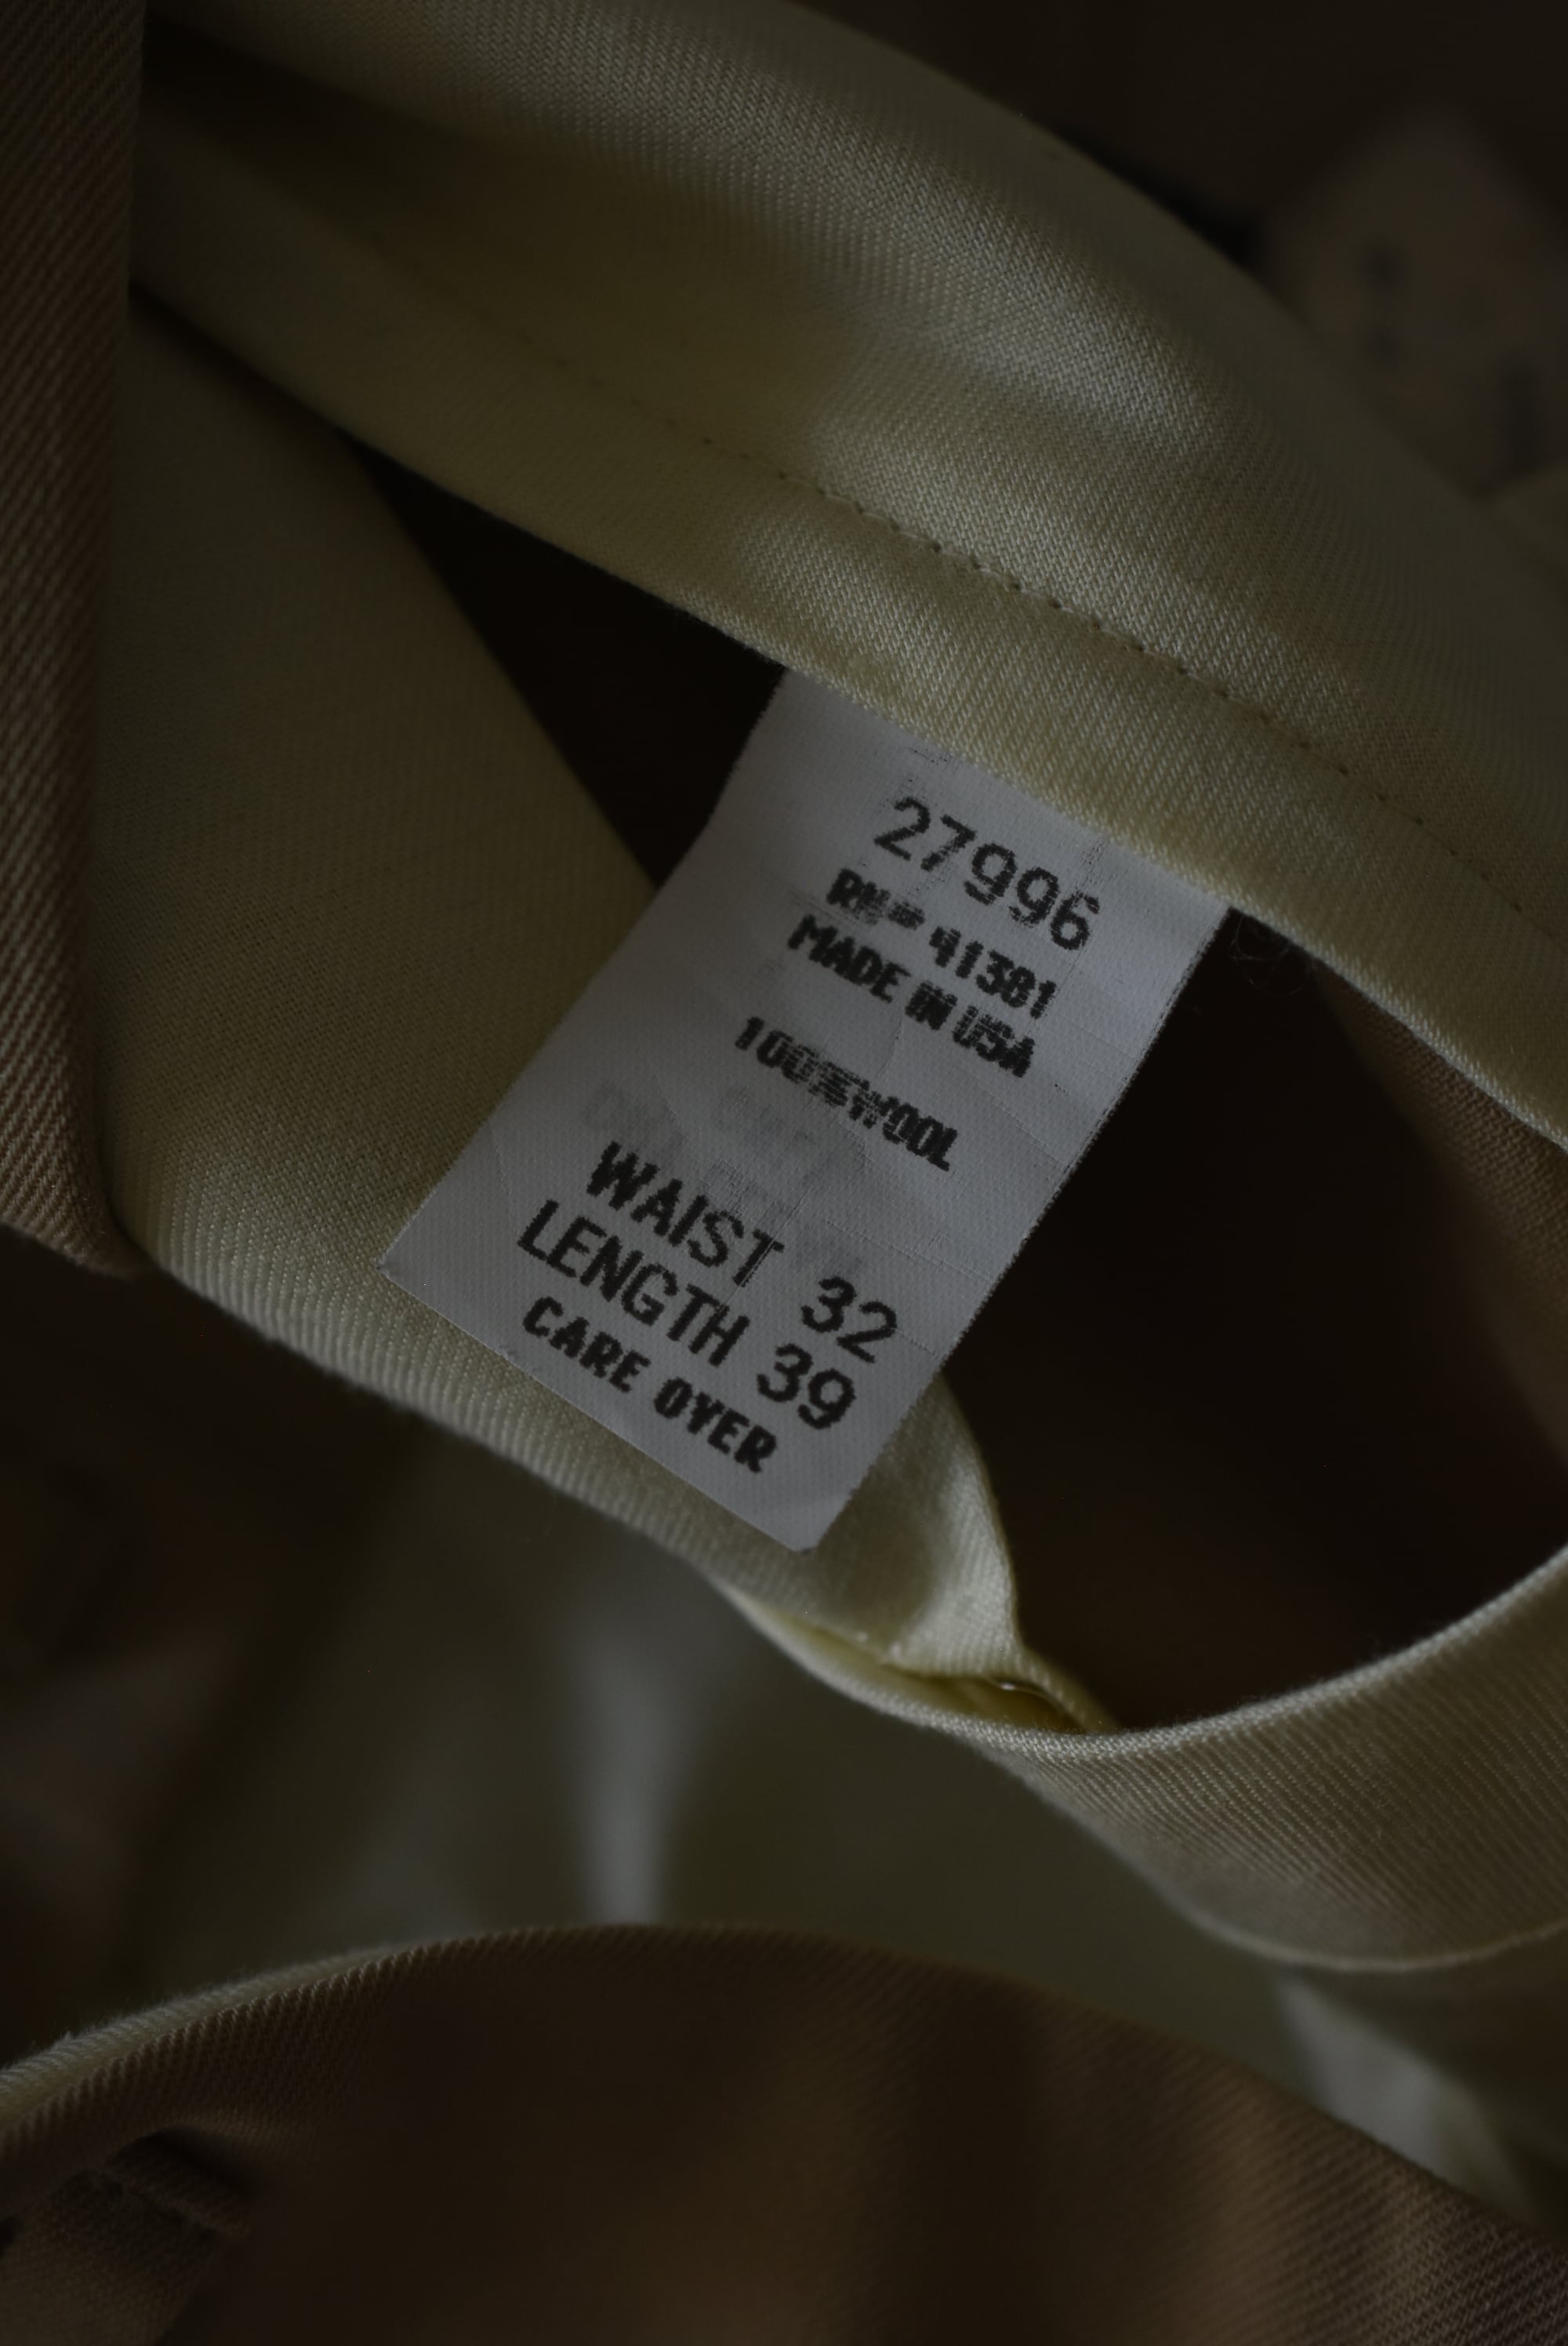 27996
RN= 41381
MADE IN USA
100%WOOL
WAIST 32
LENGTH 39
CARE OVER